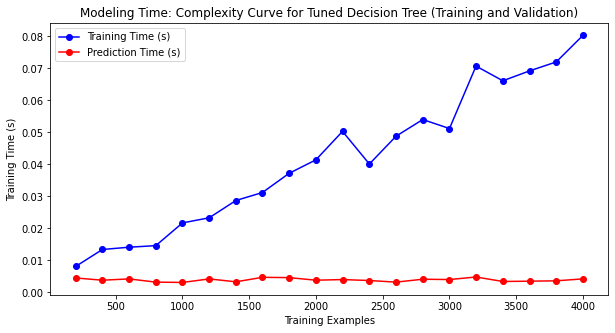 Modeling Time: Complexity Curve for Tuned Decision Tree (Training and Validation)
Training Time (s)
Prediction Time (s)
Training Time (s)
0.08
0.07
0.06
0.05
0.04
0.03
0.02
0.01
0.00
500 1000 1500 2000 2500 3000 3500 4000
Training Examples